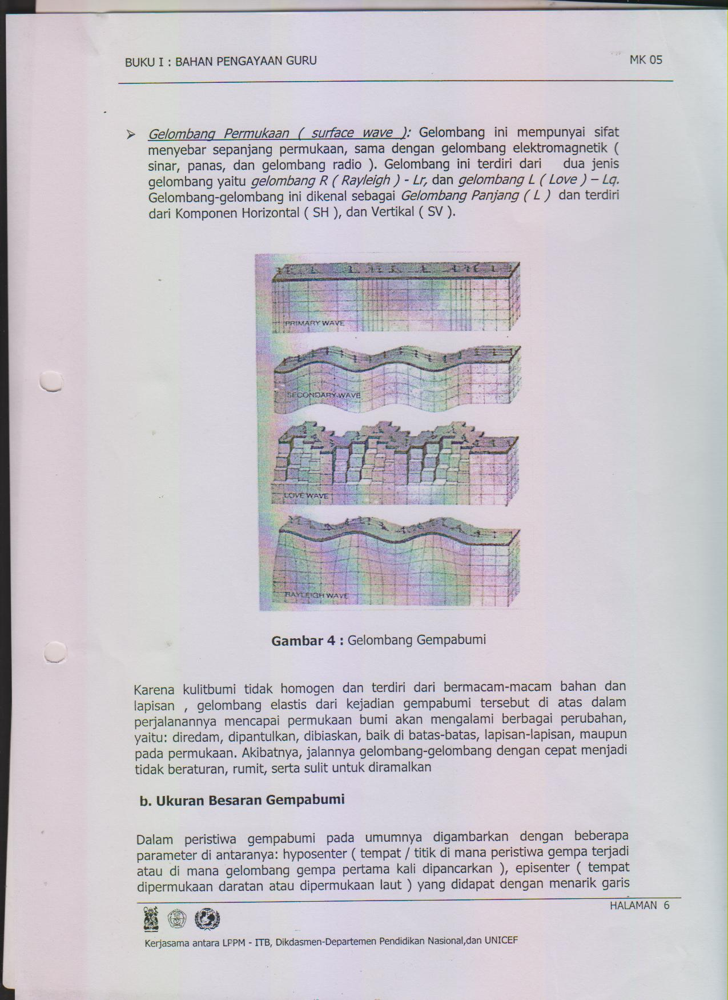 BUKU I : BAHAN PENGAYAAN GURU
MK 05
➢ Gelombang Permukaan ( surface wave ): Gelombang ini mempunyai sifat
menyebar sepanjang permukaan, sama dengan gelombang elektromagnetik (
sinar, panas, dan gelombang radio ). Gelombang ini terdiri dari dua jenis
gelombang yaitu gelombang R ( Rayleigh ) - Lr, dan gelombang L ( Love ) – Lq.
Gelombang-gelombang ini dikenal sebagai Gelombang Panjang ( L ) dan terdiri
dari Komponen Horizontal ( SH ), dan Vertikal ( SV ).
PRIMARY WAVE
SECONDARY WAVE
LOVE WAVE
RAYLEIGH WAVE
Gambar 4 : Gelombang Gempabumi
Karena kulitbumi tidak homogen dan terdiri dari bermacam-macam bahan dan
lapisan , gelombang elastis dari kejadian gempabumi tersebut di atas dalam
perjalanannya mencapai permukaan bumi akan mengalami berbagai perubahan,
yaitu: diredam, dipantulkan, dibiaskan, baik di batas-batas, lapisan-lapisan, maupun
pada permukaan. Akibatnya, jalannya gelombang-gelombang dengan cepat menjadi
tidak beraturan, rumit, serta sulit untuk diramalkan
b. Ukuran Besaran Gempabumi
Dalam peristiwa gempabumi pada umumnya digambarkan dengan beberapa
parameter di antaranya: hyposenter ( tempat / titik di mana peristiwa gempa terjadi
atau di mana gelombang gempa pertama kali dipancarkan ), episenter ( tempat
dipermukaan daratan atau dipermukaan laut ) yang didapat dengan menarik garis
HALAMAN 6
Kerjasama antara LPPM - ITB, Dikdasmen-Departemen Pendidikan Nasional,dan UNICEF